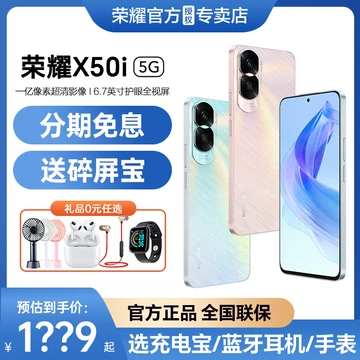 荣耀官方授权专卖店
荣耀X50i 5G
一亿像素超清影像 | 6.7英寸护眼全视屏
分期免息
送碎屏宝
礼品0元任选
预估到手价:
¥1??9起
官方正品 全国联保
选充电宝/蓝牙耳机/手表